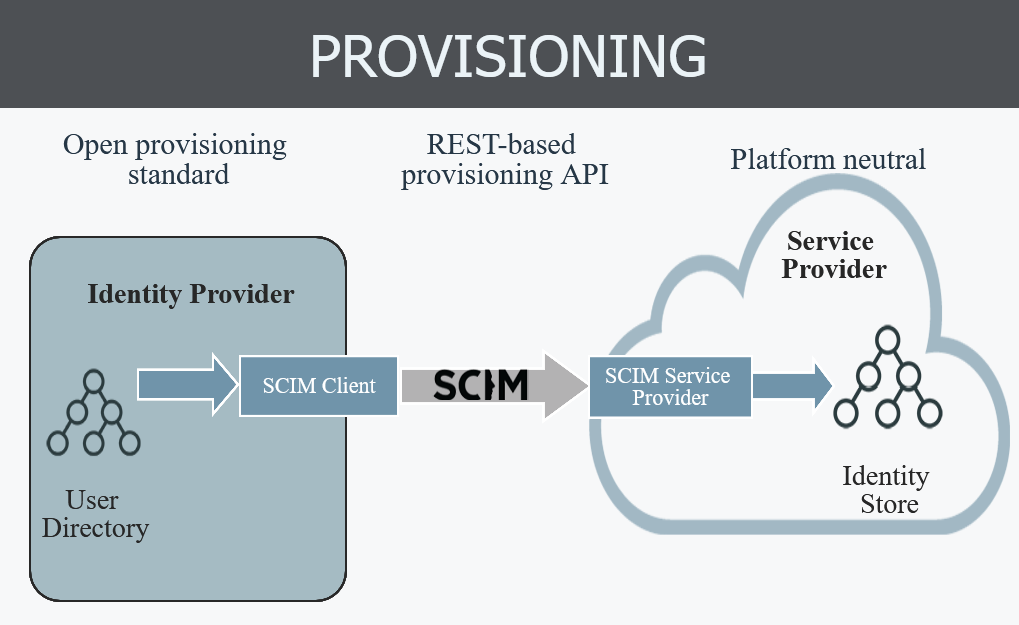 PROVISIONING
Open provisioning
standard
REST-based
provisioning API
Platform neutral
Service
Provider
Identity Provider
SCIM Client
SCIM
SCIM Service
Provider
User
Directory
Identity
Store